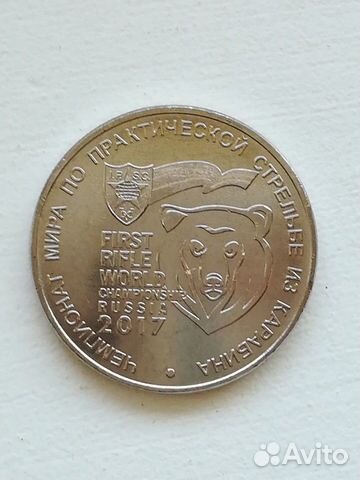 ЧЕМПИОНАТ МИРА ПО ПРАКТИЧЕСКОЙ СТРЕЛЬБЕ ИЗ КАРАБИНА
IPSC
FIRST
RIFLE
WORLD
CHAMPIONSHIP
RUSSIA
2017
Avito